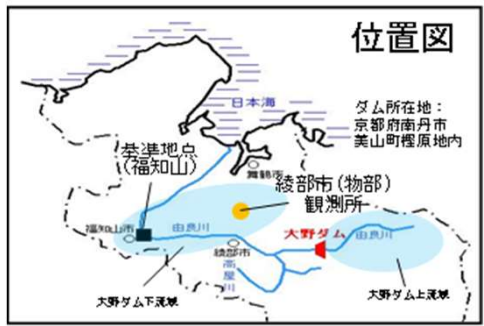 位置図
日本海
ダム所在地:
京都府南丹市
美山町樫原地内
基準地点
(福知山)
舞鶴市
綾部市(物部)
観測所
福知山市
由良川
大野ダム
由良川
綾部市
高屋川
大野ダム下流域
大野ダム上流域